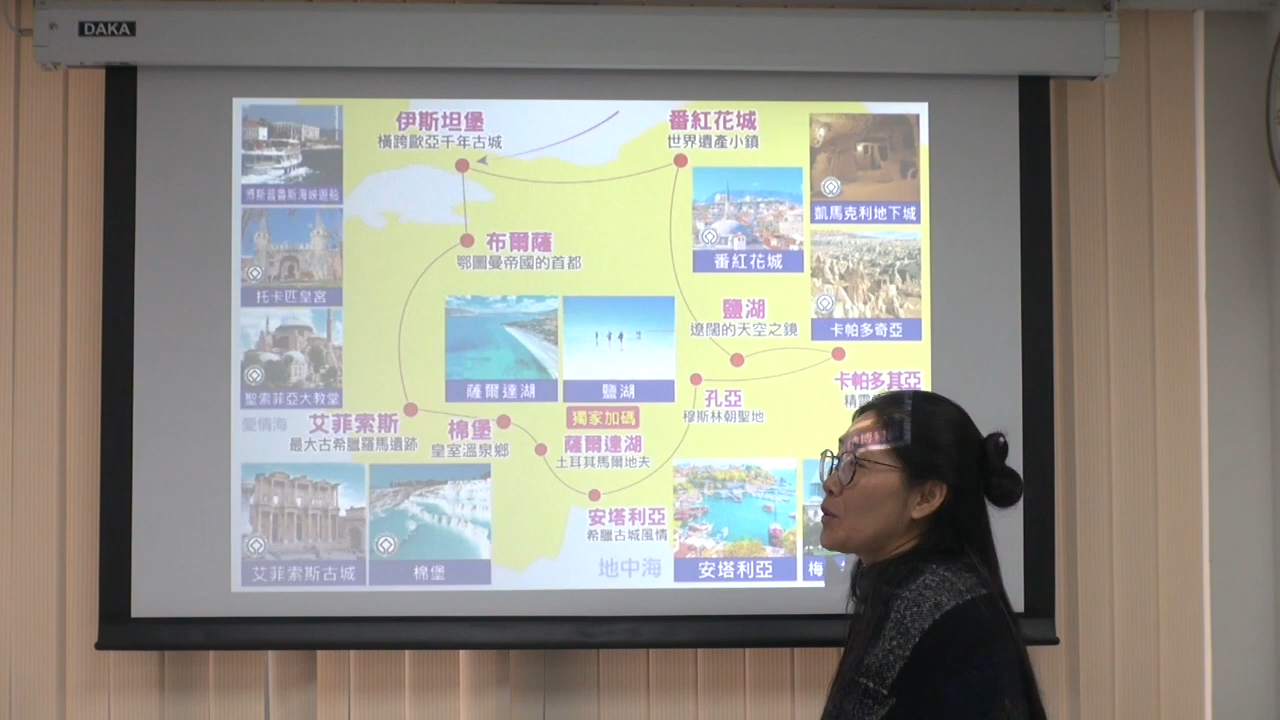 DAKA
伊斯坦堡
橫跨歐亞千年古城
番紅花城
世界遺產小鎮
博斯普魯斯海峽遊船
凱馬克利地下城
布爾薩
鄂圖曼帝國的首都
番紅花城
托卡匹皇宮
鹽湖
遼闊的天空之鏡
卡帕多奇亞
薩爾達湖
鹽湖
卡帕多其亞
精靈
聖索菲亞大教堂
孔亞
穆斯林朝聖地
愛情海
艾菲索斯
最大古希臘羅馬遺跡
棉堡
皇室溫泉鄉
獨家加碼
薩爾達湖
土耳其馬爾地夫
安塔利亞
希臘古城風情
地中海
艾菲索斯古城
棉堡
安塔利亞
梅